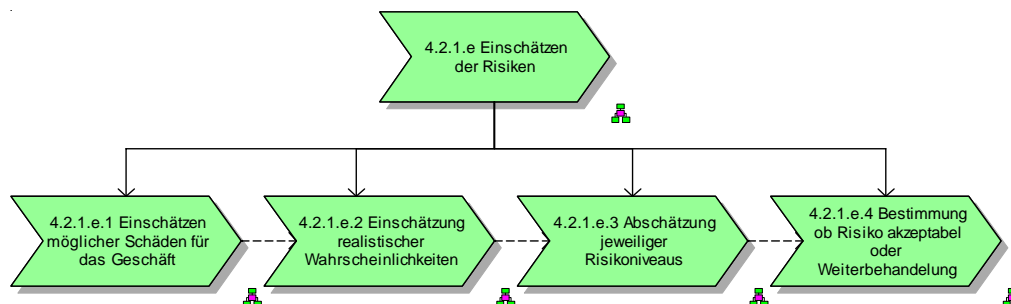 4.2.1.e Einschätzen
der Risiken
4.2.1.e.1 Einschätzen
möglicher Schäden für
das Geschäft
4.2.1.e.2 Einschätzung
realistischer
Wahrscheinlichkeiten
4.2.1.e.3 Abschätzung
jeweiliger
Risikoniveaus
4.2.1.e.4 Bestimmung
ob Risiko akzeptabel
oder
Weiterbehandelung